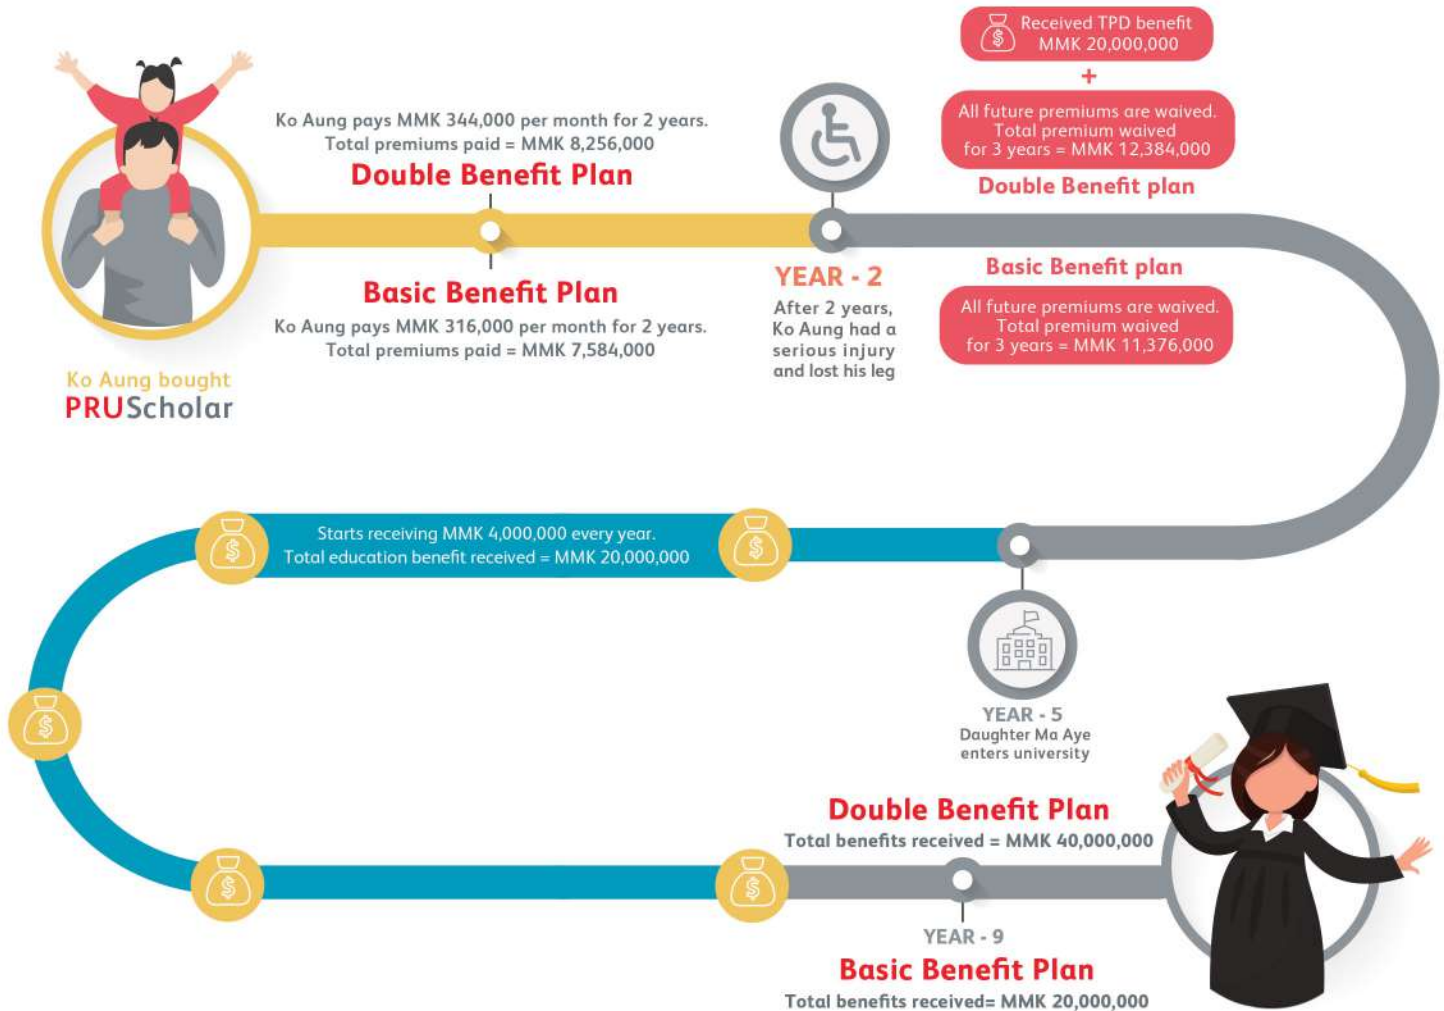 Ko Aung pays MMK 344,000 per month for 2 years.
Total premiums paid = MMK 8,256,000
Double Benefit Plan
Basic Benefit Plan
Ko Aung pays MMK 316,000 per month for 2 years.
Total premiums paid = MMK 7,584,000
Ko Aung bought
PRUScholar
YEAR - 2
After 2 years,
Ko Aung had a
serious injury
and lost his leg
Received TPD benefit
MMK 20,000,000
+
All future premiums are waived.
Total premium waived
for 3 years = MMK 12,384,000
Double Benefit plan
Basic Benefit plan
All future premiums are waived.
Total premium waived
for 3 years = MMK 11,376,000
Starts receiving MMK 4,000,000 every year.
Total education benefit received = MMK 20,000,000
YEAR - 5
Daughter Ma Aye
enters university
Double Benefit Plan
Total benefits received = MMK 40,000,000
YEAR - 9
Basic Benefit Plan
Total benefits received= MMK 20,000,000